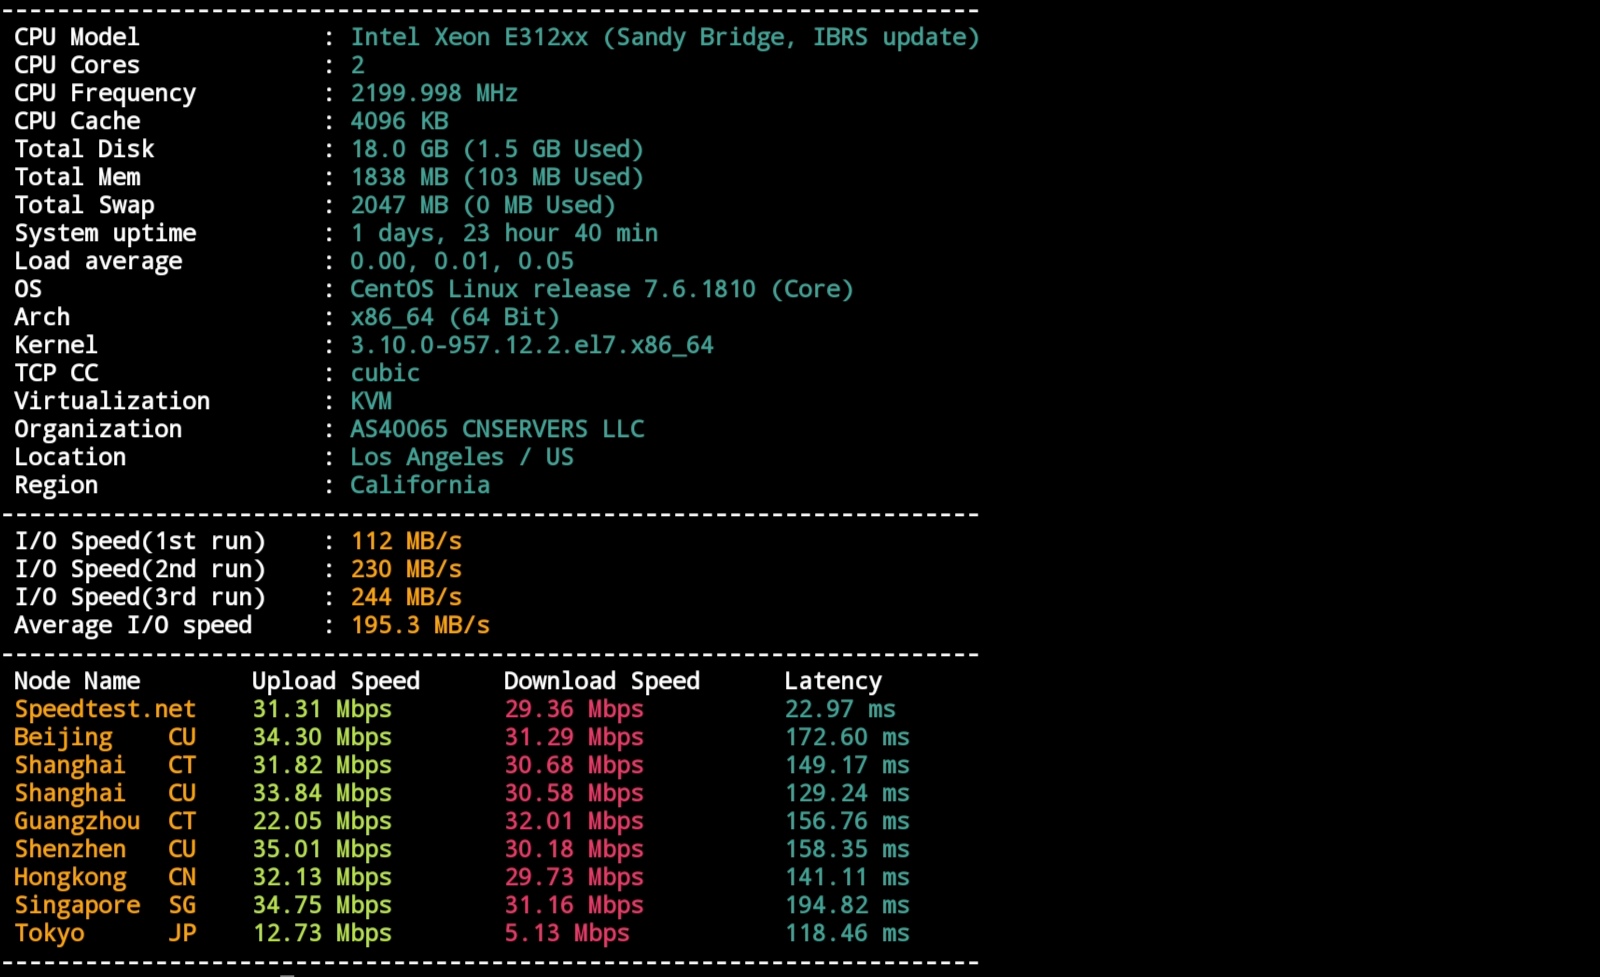 ----------------------------------------------------------------------
CPU Model : Intel Xeon E312xx (Sandy Bridge, IBRS update)
CPU Cores : 2
CPU Frequency : 2199.998 MHz
CPU Cache : 4096 KB
Total Disk : 18.0 GB (1.5 GB Used)
Total Mem : 1838 MB (103 MB Used)
Total Swap : 2047 MB (0 MB Used)
System uptime : 1 days, 23 hour 40 min
Load average : 0.00, 0.01, 0.05
OS : CentOS Linux release 7.6.1810 (Core)
Arch : x86_64 (64 Bit)
Kernel : 3.10.0-957.12.2.el7.x86_64
TCP CC : cubic
Virtualization : KVM
Organization : AS40065 CNSERVERS LLC
Location : Los Angeles / US
Region : California
----------------------------------------------------------------------
I/O Speed(1st run) : 112 MB/s
I/O Speed(2nd run) : 230 MB/s
I/O Speed(3rd run) : 244 MB/s
Average I/O speed : 195.3 MB/s
----------------------------------------------------------------------
Node Name Upload Speed Download Speed Latency
Speedtest.net 31.31 Mbps 29.36 Mbps 22.97 ms
Beijing CU 34.30 Mbps 31.29 Mbps 172.60 ms
Shanghai CT 31.82 Mbps 30.68 Mbps 149.17 ms
Shanghai CU 33.84 Mbps 30.58 Mbps 129.24 ms
Guangzhou CT 22.05 Mbps 32.01 Mbps 156.76 ms
Shenzhen CU 35.01 Mbps 30.18 Mbps 158.35 ms
Hongkong CN 32.13 Mbps 29.73 Mbps 141.11 ms
Singapore SG 34.75 Mbps 31.16 Mbps 194.82 ms
Tokyo JP 12.73 Mbps 5.13 Mbps 118.46 ms
----------------------------------------------------------------------